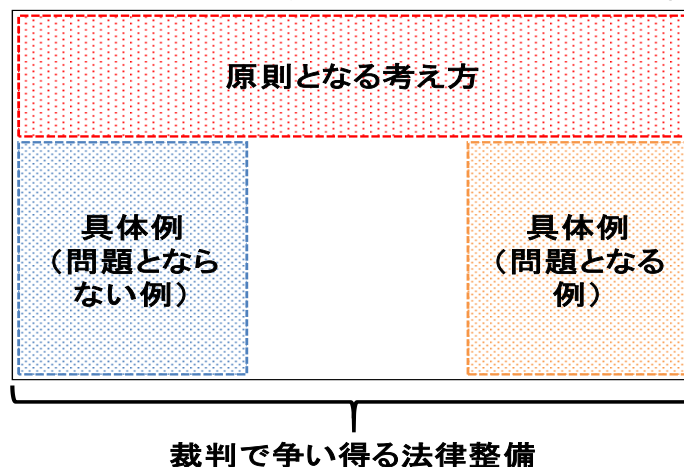 原則となる考え方
具体例
（問題となら
ない例）
具体例
（問題となる
例）
裁判で争い得る法律整備